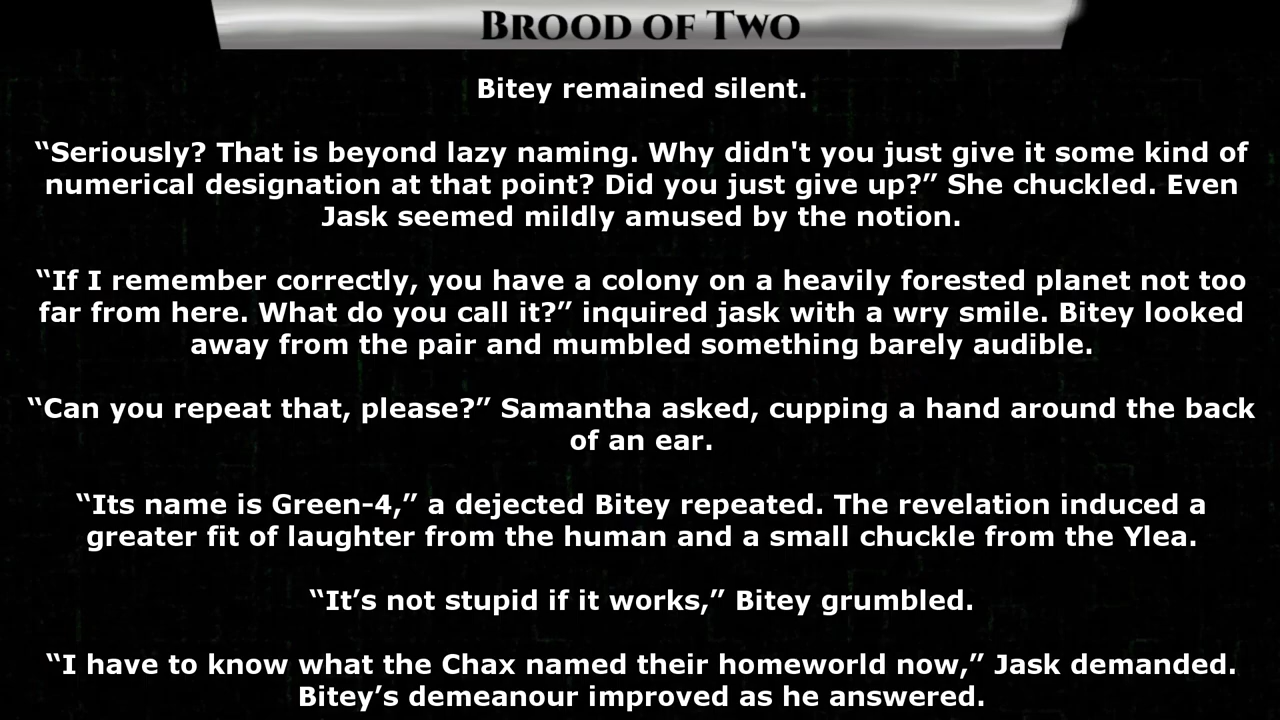 Brood of Two
Bitey remained silent.
“Seriously? That is beyond lazy naming. Why didn't you just give it some kind of
numerical designation at that point? Did you just give up?” She chuckled. Even
Jask seemed mildly amused by the notion.
“If I remember correctly, you have a colony on a heavily forested planet not too
far from here. What do you call it?” inquired jask with a wry smile. Bitey looked
away from the pair and mumbled something barely audible.
“Can you repeat that, please?” Samantha asked, cupping a hand around the back
of an ear.
“Its name is Green-4,” a dejected Bitey repeated. The revelation induced a
greater fit of laughter from the human and a small chuckle from the Ylea.
“It’s not stupid if it works,” Bitey grumbled.
“I have to know what the Chax named their homeworld now,” Jask demanded.
Bitey’s demeanour improved as he answered.